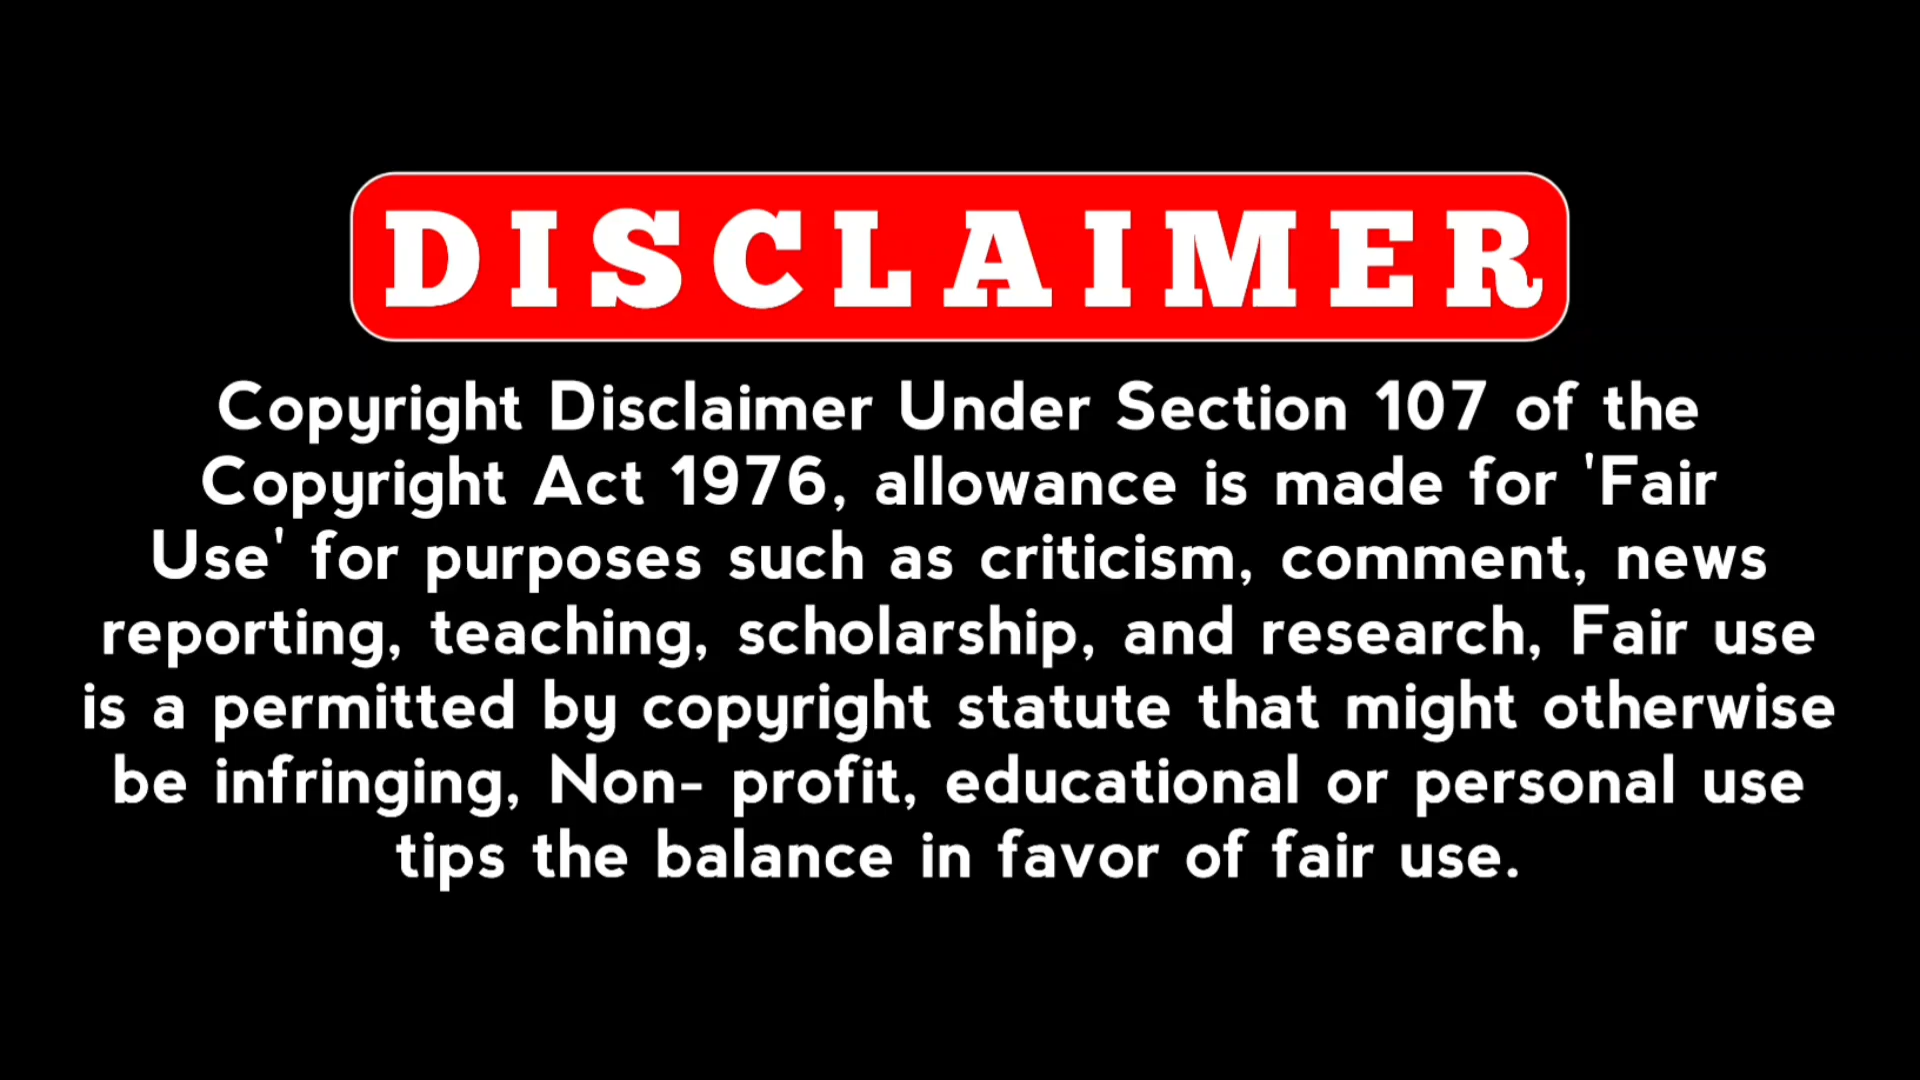 DISCLAIMER
Copyright Disclaimer Under Section 107 of the
Copyright Act 1976, allowance is made for 'Fair
Use' for purposes such as criticism, comment, news
reporting, teaching, scholarship, and research, Fair use
is a permitted by copyright statute that might otherwise
be infringing, Non- profit, educational or personal use
tips the balance in favor of fair use.